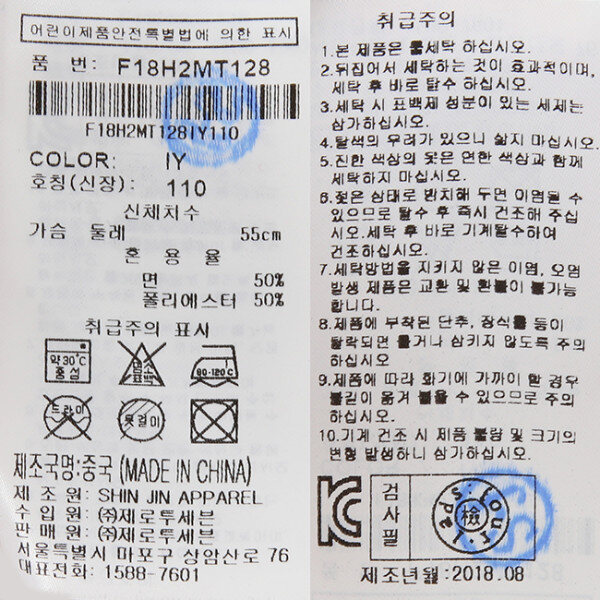 어린이제품안전특별법에 의한 표시
품 번: F18H2MT128
F18H2MT128IY110
COLOR: IY
호칭(신장): 110
신체치수
가슴 둘레 55cm
혼 용 율
면 50%
폴리에스터 50%
취급주의 표시
약30℃
중성
염소
표백
80-120℃
드라이
옷걸이
제조국명:중국 (MADE IN CHINA)
제 조 원: SHIN JIN APPAREL
수 입 원: ㈜제로투세븐
판 매 원: ㈜제로투세븐
서울특별시 마포구 상암산로 76
대표전화: 1588-7601
취급주의
1.본 제품은 물세탁 하십시오.
2.뒤집어서 세탁하는 것이 효과적이며,
세탁 후 바로 탈수 하십시오.
3.세탁 시 표백제 성분이 있는 세제는
삼가하십시오.
4.탈색의 우려가 있으니 삶지 마십시오.
5.진한 색상의 옷은 면한 색상과 함께
세탁하지 마십시오.
6.젖은 상태로 방치해 두면 이염될 수
있으므로 탈수 후 즉시 건조해 주십
시오.세탁 후 바로 기계탈수하여
건조하십시오.
7.세탁방법을 지키지 않은 이염, 오염
발생 제품은 교환 및 환불이 불가능
합니다.
8.제품에 부착된 단추, 장식물 등이
탈락되면 물거나 삼키지 않도록 주의
하십시오
9.제품에 따라 화기에 가까이 할 경우
불길이 옮겨 붙을 수 있으므로 주의
하십시오.
10.기계 건조 시 제품 불량 및 크기의
변형 발생하니 삼가하십시오.
KC
검
사
필
檢
제조년월:2018.08